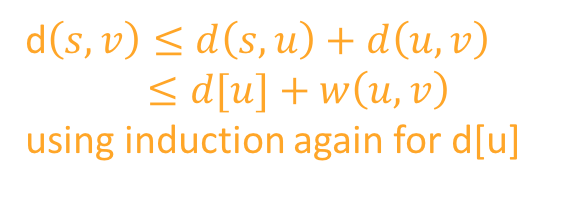 d(s, v) ≤ d(s, u) + d(u, v)
≤ d[u] + w(u, v)
using induction again for d[u]